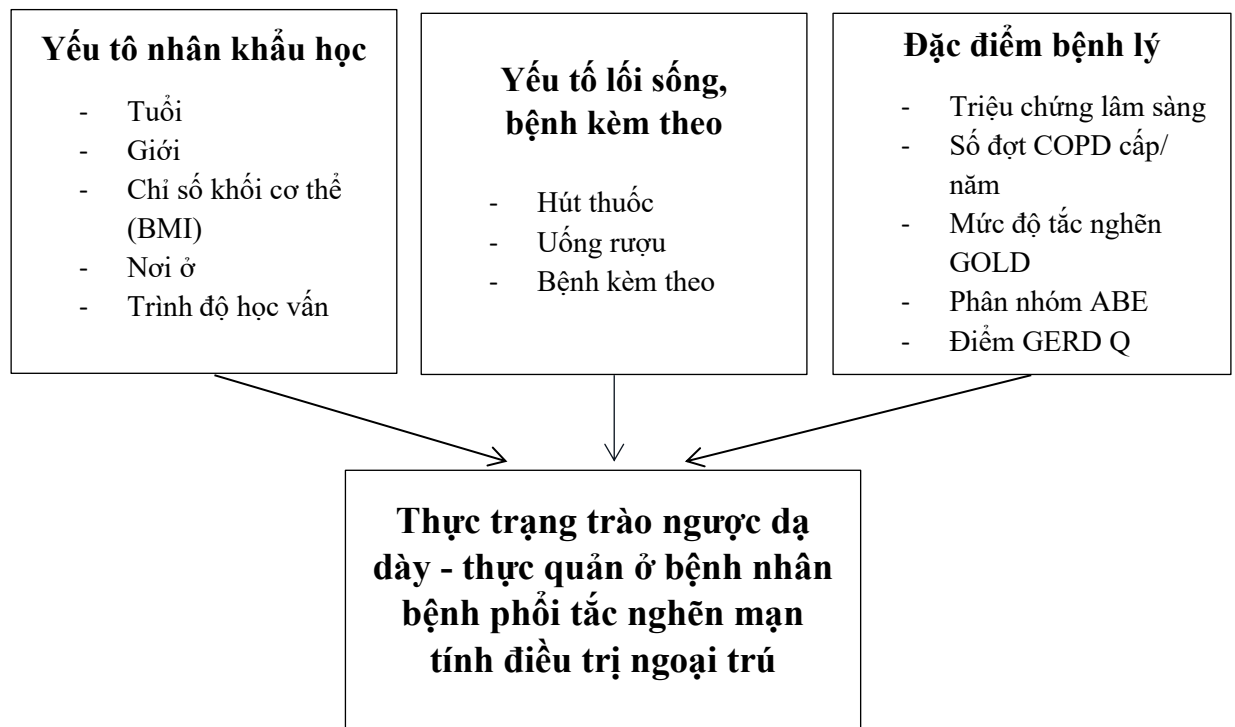 Yếu tô nhân khẩu học
- Tuổi
- Giới
- Chỉ số khối cơ thể
(BMI)
- Nơi ở
- Trình độ học vấn
Yếu tố lối sống,
bệnh kèm theo
- Hút thuốc
- Uống rượu
- Bệnh kèm theo
Đặc điểm bệnh lý
- Triệu chứng lâm sàng
- Số đợt COPD cấp/
năm
- Mức độ tắc nghẽn
GOLD
- Phân nhóm ABE
- Điểm GERD Q
Thực trạng trào ngược dạ
dày - thực quản ở bệnh nhân
bệnh phổi tắc nghẽn mạn
tính điều trị ngoại trú